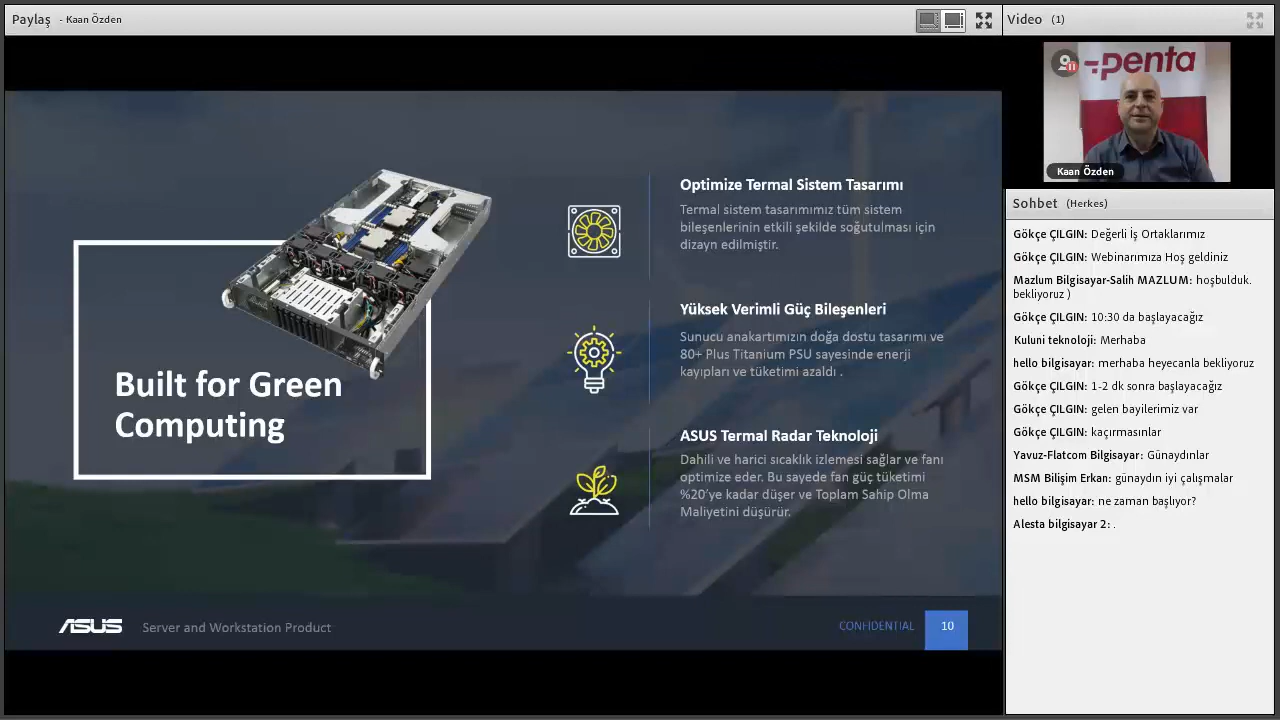 Paylaş - Kaan Özden
Video (1)
penta
Kaan Özden
Built for Green
Computing
Optimize Termal Sistem Tasarımı
Termal sistem tasarımımız tüm sistem
bileşenlerinin etkili şekilde soğutulması için
dizayn edilmiştir.
Yüksek Verimli Güç Bileşenleri
Sunucu anakartımızın doğa dostu tasarımı ve
80+ Plus Titanium PSU sayesinde enerji
kayıpları ve tüketimi azaldı .
ASUS Termal Radar Teknoloji
Dahili ve harici sıcaklık izlemesi sağlar ve fanı
optimize eder. Bu sayede fan güç tüketimi
%20'ye kadar düşer ve Toplam Sahip Olma
Maliyetini düşürür.
ASUS Server and Workstation Product
CONFIDENTIAL 10
Sohbet (Herkes)
Gökçe ÇILGIN: Değerli İş Ortaklarımız
Gökçe ÇILGIN: Webinarımıza Hoş geldiniz
Mazlum Bilgisayar-Salih MAZLUM: hoşbulduk.
bekliyoruz )
Gökçe ÇILGIN: 10:30 da başlayacağız
Kuluni teknoloji: Merhaba
hello bilgisayar: merhaba heyecanla bekliyoruz
Gökçe ÇILGIN: 1-2 dk sonra başlayacağız
Gökçe ÇILGIN: gelen bayilerimiz var
Gökçe ÇILGIN: kaçırmasınlar
Yavuz-Flatcom Bilgisayar: Günaydınlar
MSM Bilişim Erkan: günaydın iyi çalışmalar
hello bilgisayar: ne zaman başlıyor?
Alesta bilgisayar 2: .